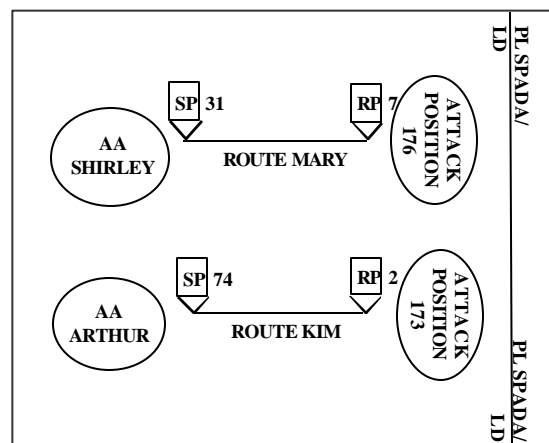 PL SPADA/
LD
SP 31
RP 7
AA
SHIRLEY
ROUTE MARY
ATTACK
POSITION
176
SP 74
RP 2
AA
ARTHUR
ROUTE KIM
ATTACK
POSITION
173
PL SPADA/
LD